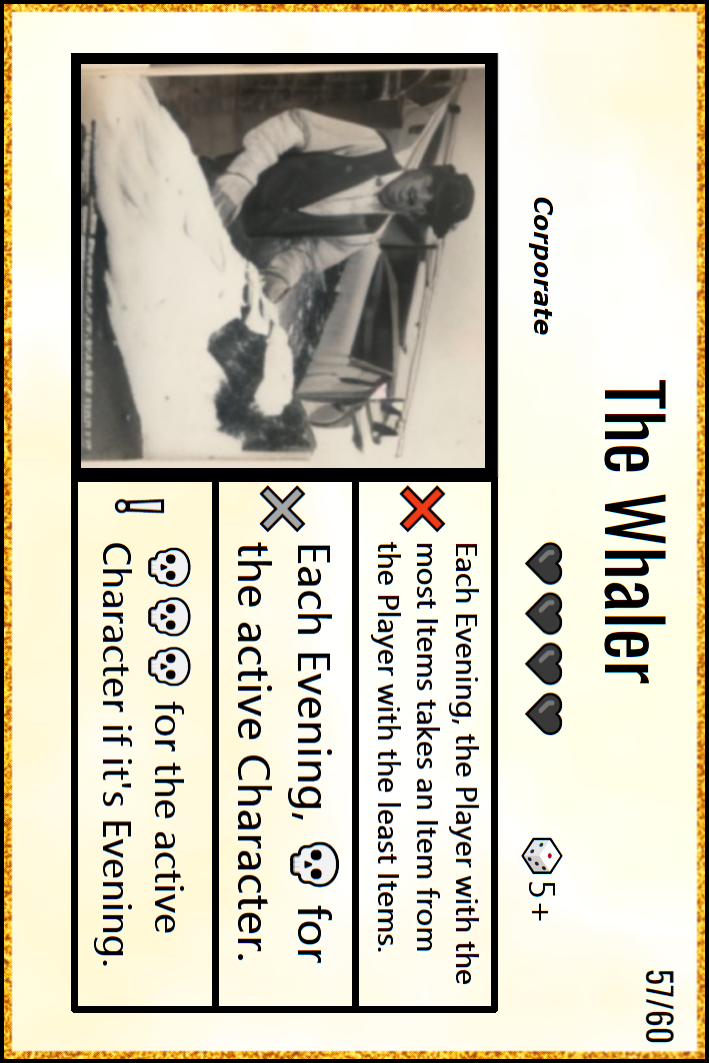 The Whaler
57/60
Corporate
5+
Each Evening, the Player with the
most Items takes an Item from
the Player with the least Items.
Each Evening, for
the active Character.
for the active
Character if it's Evening.